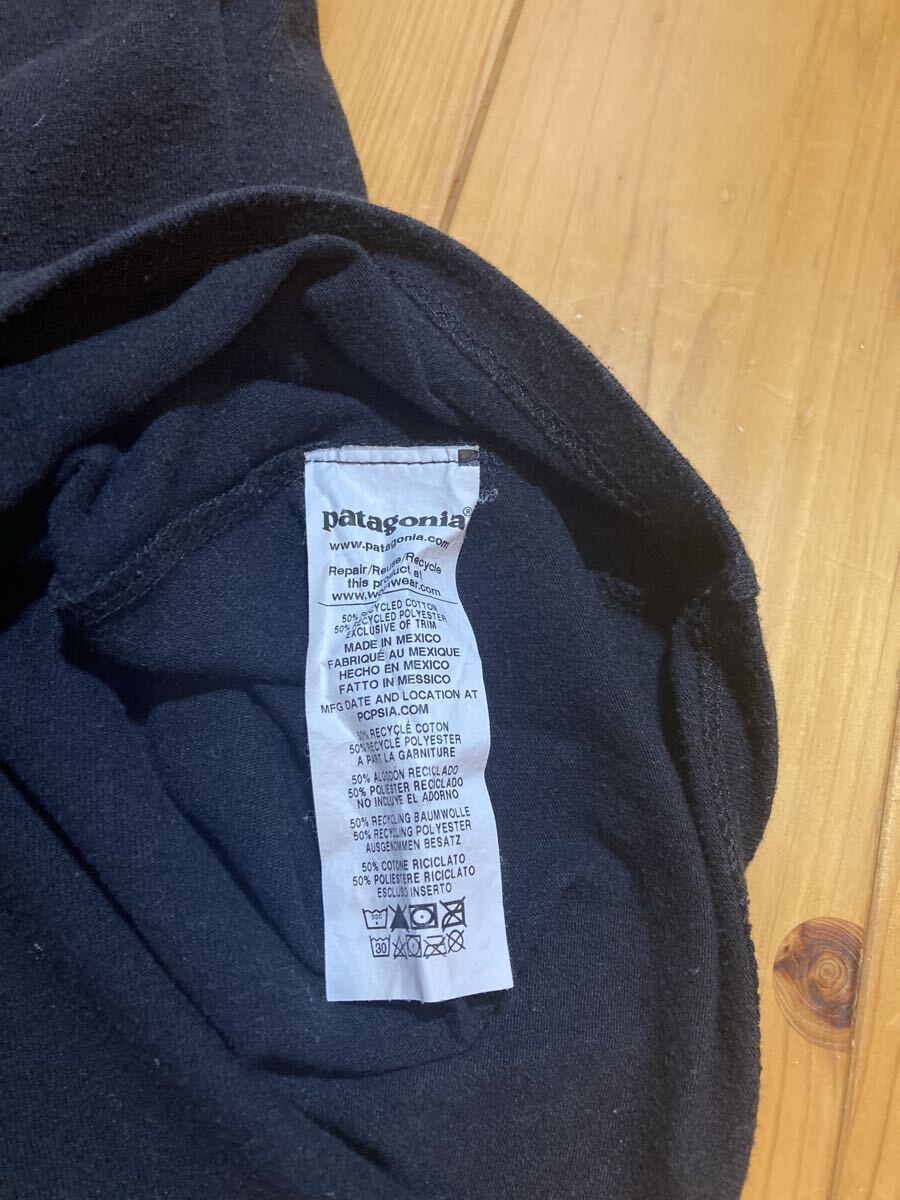 patagonia®
www.patagonia.com
Repair/Reuse/Recycle
this product at
www.wornwear.com
50% RECYCLED COTTON
50% RECYCLED POLYESTER
EXCLUSIVE OF TRIM
MADE IN MEXICO
FABRIQUÉ AU MEXIQUE
HECHO EN MEXICO
FATTO IN MESSICO
MFG DATE AND LOCATION AT
PCPSIA.COM
50% RECYCLÉ COTON
50% RECYCLÉ POLYESTER
A PART LA GARNITURE
50% ALGODÓN RECICLADO
50% POLIÉSTER RECICLADO
NO INCLUYE EL ADORNO
50% RECYCLING BAUMWOLLE
50% RECYCLING POLYESTER
AUSGENOMMEN BESATZ
50% COTONE RICICLATO
50% POLIESTERE RICICLATO
ESCLUSO INSERTO
30C
30